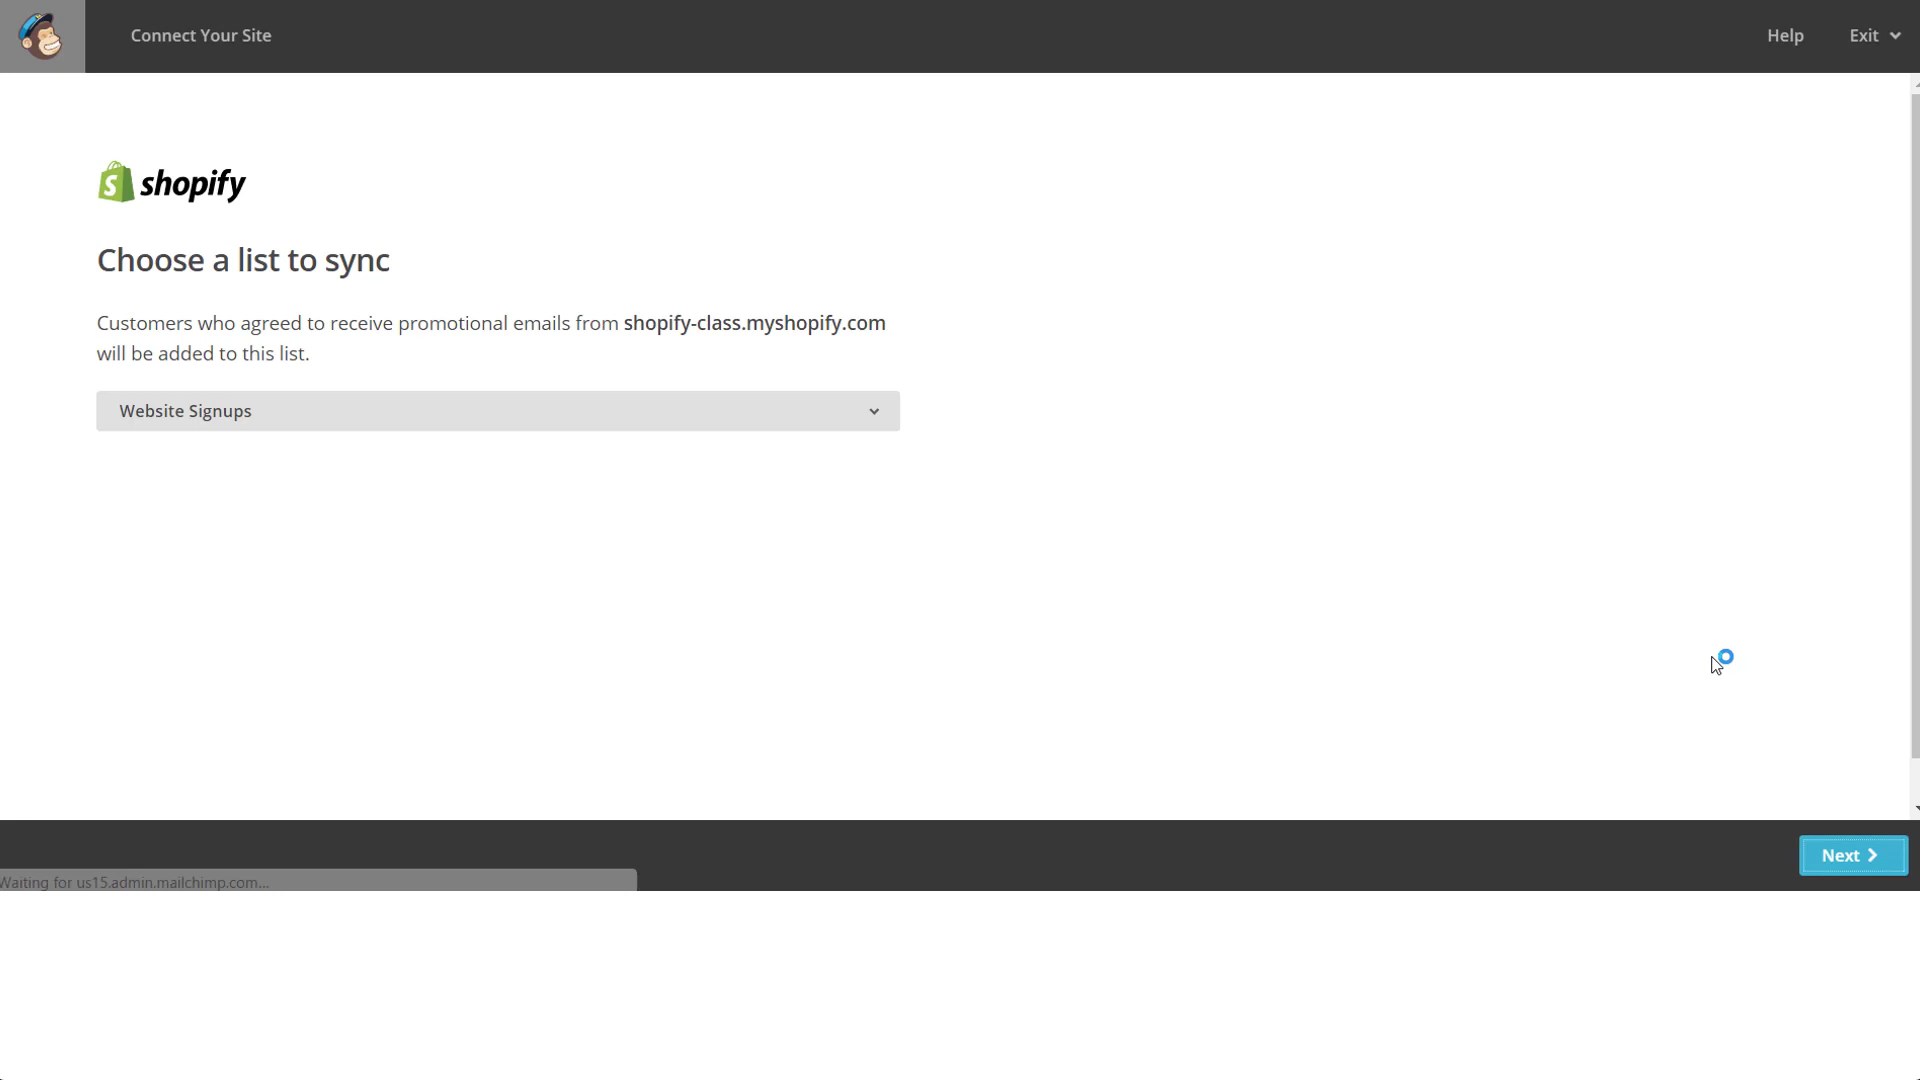 Connect Your Site
Help
Exit
shopify
Choose a list to sync
Customers who agreed to receive promotional emails from shopify-class.myshopify.com
will be added to this list.
Website Signups
Next
Waiting for us15.admin.mailchimp.com...